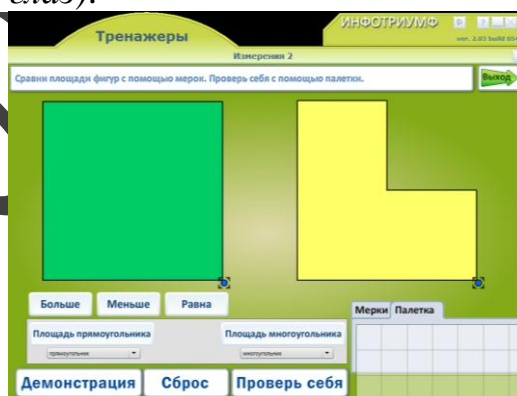 глаз).
Тренажеры
ИНФОТРИУМФ
ver. 2.03 build 054
Измерения 2
Сравни площади фигур с помощью мерок. Проверь себя с помощью палетки.
Выход
Больше Меньше Равна
Мерки Палетка
Площадь прямоугольника Площадь многоугольника
прямоугольник многоугольник
Демонстрация Сброс Проверь себя